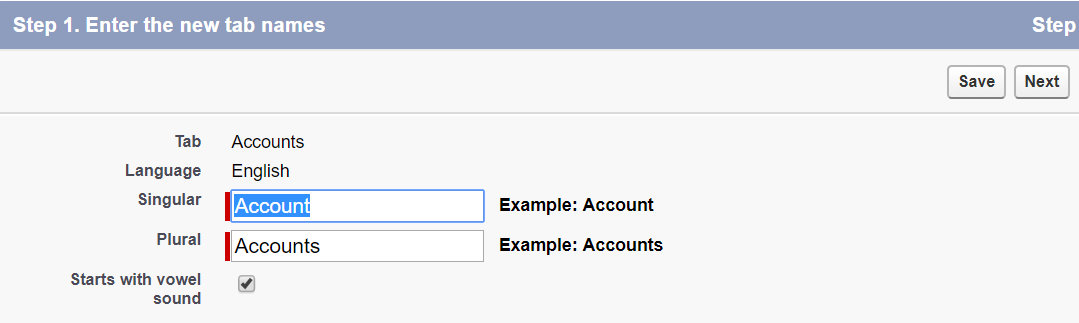 Step 1. Enter the new tab names Step
Save Next
Tab Accounts
Language English
Singular Account Example: Account
Plural Accounts Example: Accounts
Starts with vowel
sound